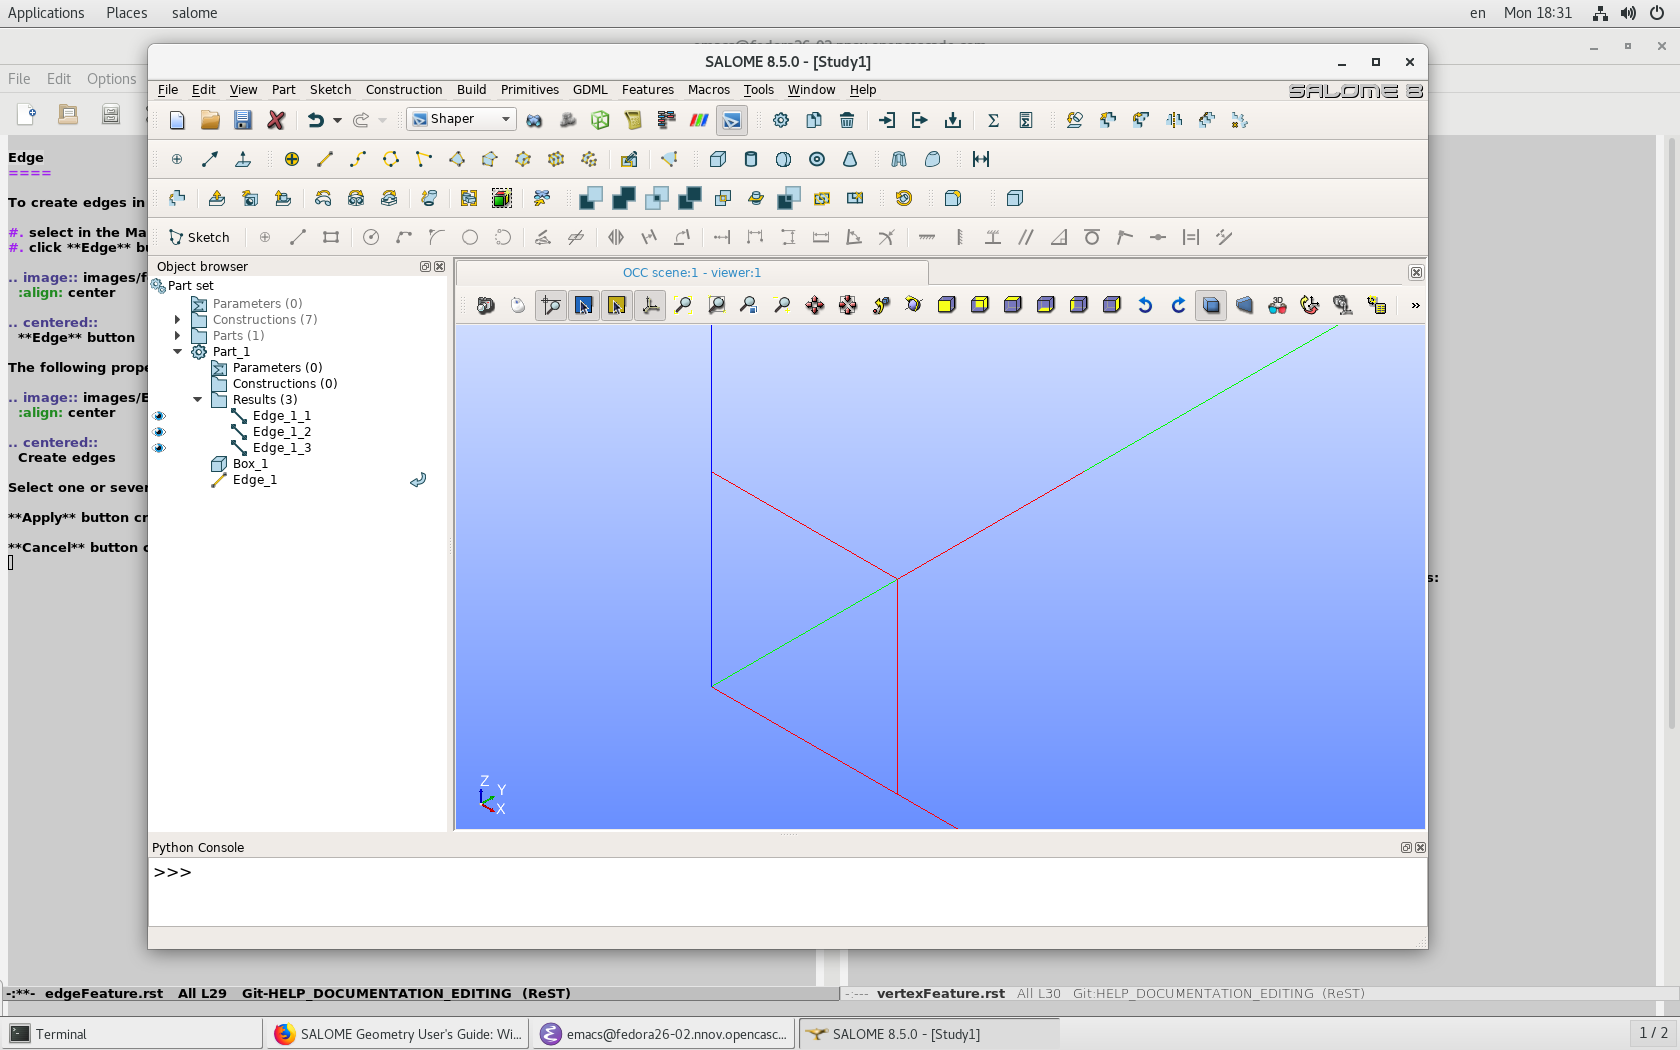 Applications Places salome en Mon 18:31
SALOME 8.5.0 - [Study1]
File Edit Options
File Edit View Part Sketch Construction Build Primitives GDML Features Macros Tools Window Help SALOME 8
Shaper
Sketch
Object browser
Part set
Parameters (0)
Constructions (7)
Parts (1)
Part_1
Parameters (0)
Constructions (0)
Results (3)
Edge_1_1
Edge_1_2
Edge_1_3
Box_1
Edge_1
OCC scene:1 - viewer:1
»
Z
Y
X
Python Console
>>>
Edge
====
To create edges in
#. select in the Ma
#. click **Edge** bu
.. image:: images/f
:align: center
.. centered::
**Edge** button
The following prope
.. image:: images/E
:align: center
.. centered::
Create edges
Select one or sever
**Apply** button cr
**Cancel** button c
s:
-:**- edgeFeature.rst All L29 Git-HELP_DOCUMENTATION_EDITING (ReST)
-:--- vertexFeature.rst All L30 Git:HELP_DOCUMENTATION_EDITING (ReST)
Terminal
SALOME Geometry User's Guide: Wi...
emacs@fedora26-02.nnov.opencasc...
SALOME 8.5.0 - [Study1]
1 / 2